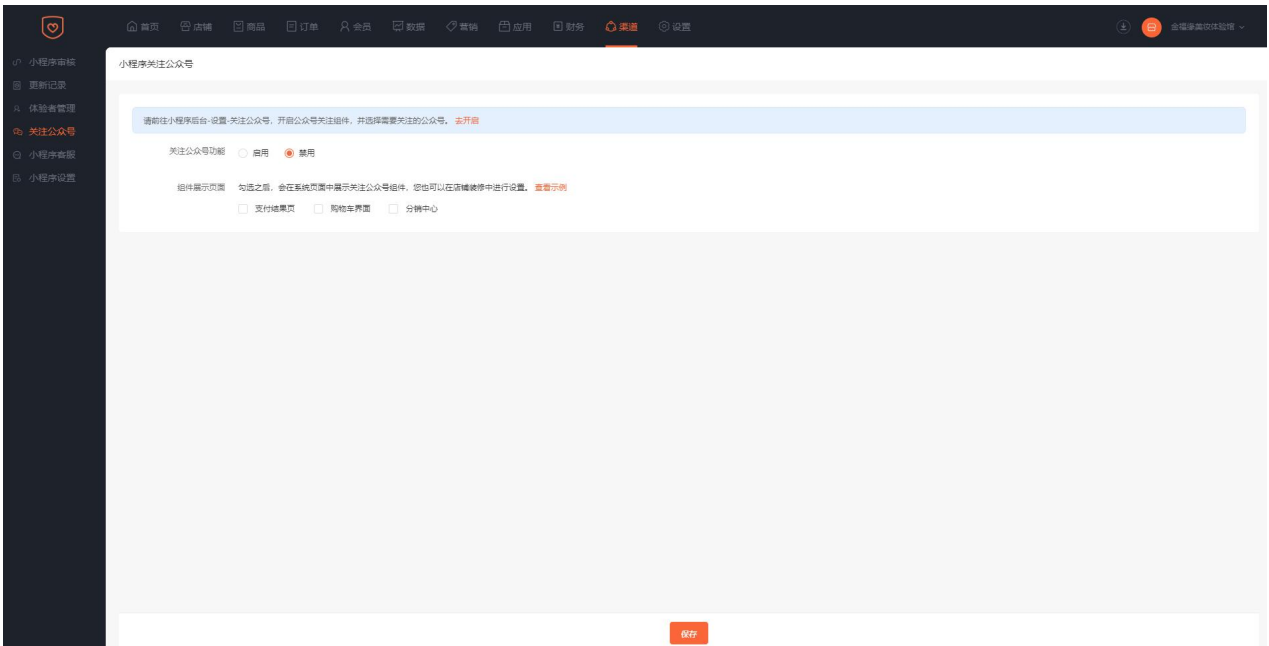 首页 店铺 商品 订单 会员 数据 营销 应用 财务 渠道 设置
小程序审核
更新记录
体验者管理
关注公众号
小程序客服
小程序设置
小程序关注公众号
请前往小程序后台-设置-关注公众号，开启公众号关注组件，并选择需要关注的公众号。 去开启
关注公众号功能 启用 禁用
组件展示页面 勾选之后，会在系统页面中展示关注公众号组件，您也可以在店铺装修中进行设置。 查看示例
支付结果页 购物车界面 分销中心
保存